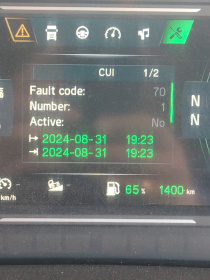 CUI 1/2
Fault code: 70
Number: 1
Active: No
2024-08-31 19:23
2024-08-31 19:23
N
N
km/h
65% 1400 km